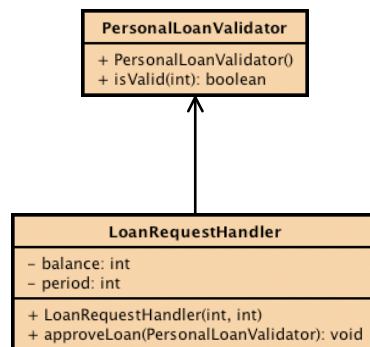 PersonalLoanValidator
+ PersonalLoanValidator()
+ isValid(int): boolean
LoanRequestHandler
- balance: int
- period: int
+ LoanRequestHandler(int, int)
+ approveLoan(PersonalLoanValidator): void